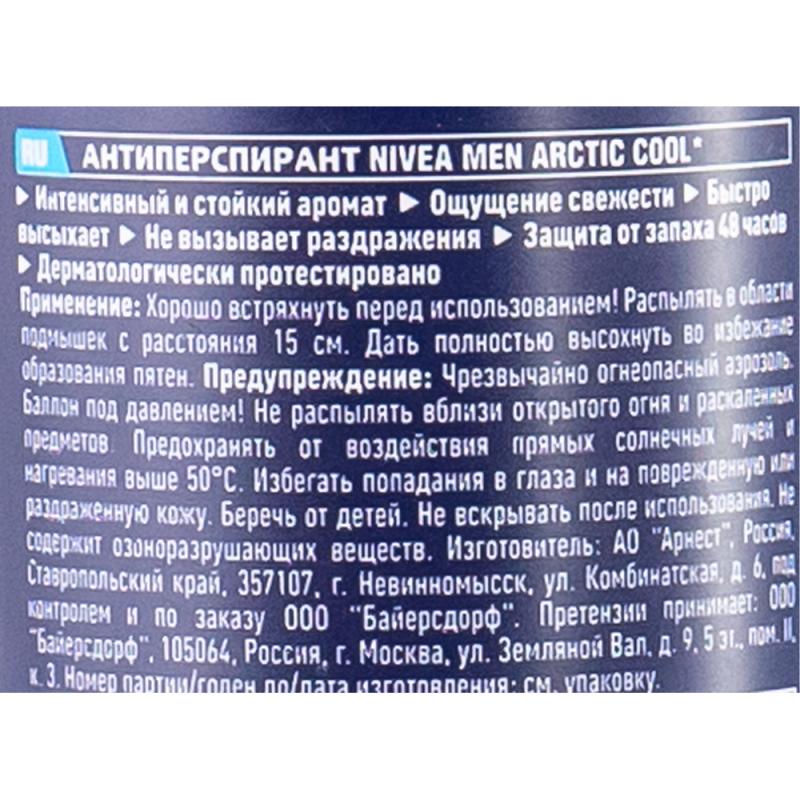 RU АНТИПЕРСПИРАНТ NIVEA MEN ARCTIC COOL*
▶ Интенсивный и стойкий аромат ▶ Ощущение свежести ▶ Быстро
высыхает ▶ Не вызывает раздражения ▶ Защита от запаха 48 часов
▶ Дерматологически протестировано
Применение: Хорошо встряхнуть перед использованием! Распылять в области
подмышек с расстояния 15 см. Дать полностью высохнуть во избежание
образования пятен. Предупреждение: Чрезвычайно огнеопасный аэрозоль.
Баллон под давлением! Не распылять вблизи открытого огня и раскаленных
предметов. Предохранять от воздействия прямых солнечных лучей и
нагревания выше 50°C. Избегать попадания в глаза и на поврежденную или
раздраженную кожу. Беречь от детей. Не вскрывать после использования. Не
содержит озоноразрушающих веществ. Изготовитель: АО "Арнест", Россия,
Ставропольский край, 357107, г. Невинномысск, ул. Комбинатская, д. 6, под
контролем и по заказу ООО "Байерсдорф". Претензии принимает: ООО
"Байерсдорф", 105064, Россия, г. Москва, ул. Земляной Вал, д. 9, 5 эт., пом. II,
к. 3. Номер партии/годен до/дата изготовления: см. упаковку.